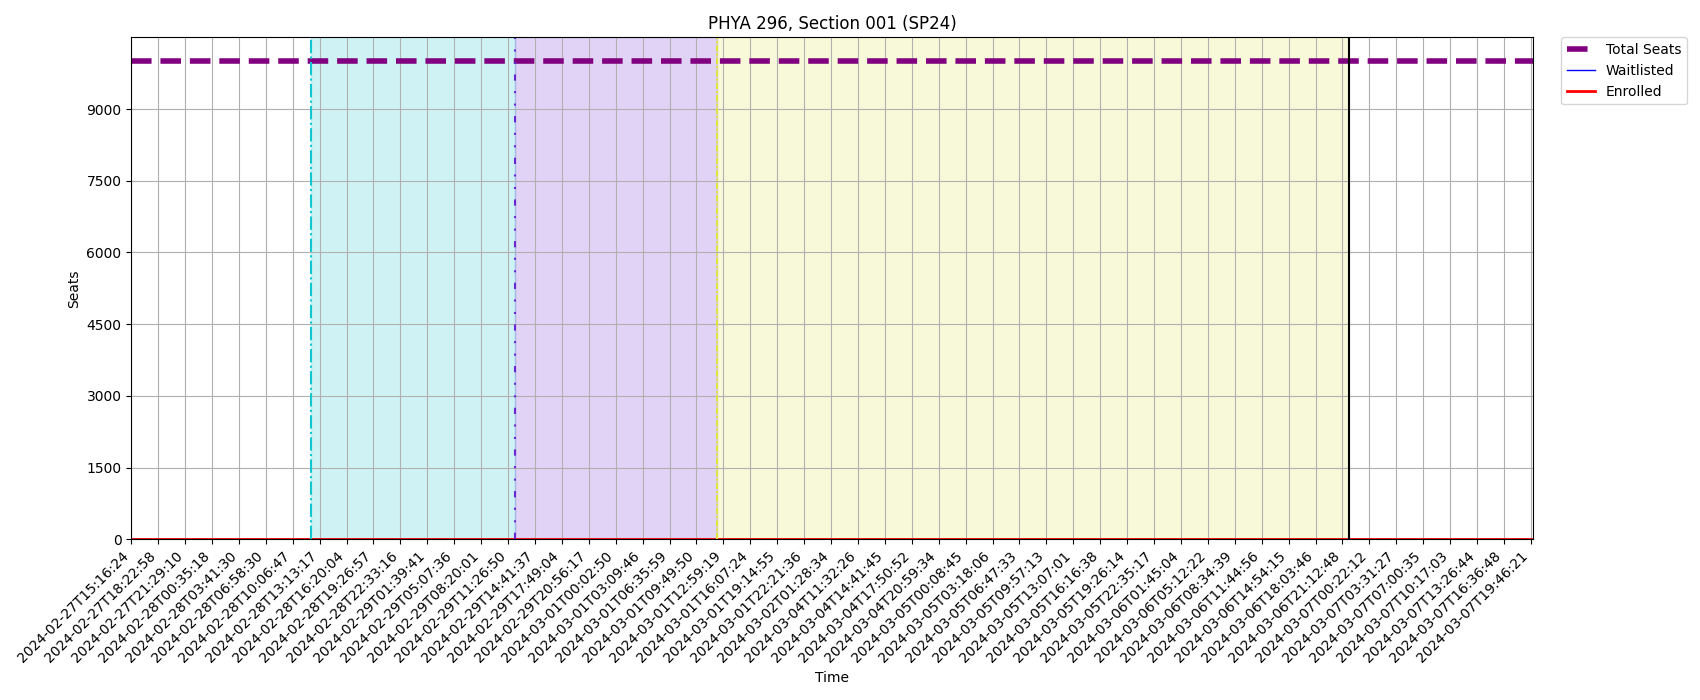 PHYA 296, Section 001 (SP24)
Total Seats
Waitlisted
Enrolled
Seats
9000
7500
6000
4500
3000
1500
0
2024-02-27T15:16:24
2024-02-27T18:22:58
2024-02-27T21:29:10
2024-02-28T00:35:18
2024-02-28T03:41:30
2024-02-28T06:58:30
2024-02-28T10:06:47
2024-02-28T13:13:17
2024-02-28T16:20:04
2024-02-28T19:26:57
2024-02-28T22:33:16
2024-02-29T01:39:41
2024-02-29T05:07:36
2024-02-29T08:20:01
2024-02-29T11:26:50
2024-02-29T14:41:37
2024-02-29T17:49:04
2024-02-29T20:56:17
2024-03-01T00:02:50
2024-03-01T03:09:46
2024-03-01T06:35:59
2024-03-01T09:49:50
2024-03-01T12:59:19
2024-03-01T16:07:24
2024-03-01T19:14:55
2024-03-01T22:21:36
2024-03-02T01:28:34
2024-03-04T11:32:26
2024-03-04T14:41:45
2024-03-04T17:50:52
2024-03-04T20:59:34
2024-03-05T00:08:45
2024-03-05T03:18:06
2024-03-05T06:47:33
2024-03-05T09:57:13
2024-03-05T13:07:01
2024-03-05T16:16:38
2024-03-05T19:26:14
2024-03-05T22:35:17
2024-03-06T01:45:04
2024-03-06T05:12:22
2024-03-06T08:34:39
2024-03-06T11:44:56
2024-03-06T14:54:15
2024-03-06T18:03:46
2024-03-06T21:12:48
2024-03-07T00:22:12
2024-03-07T03:31:27
2024-03-07T07:00:35
2024-03-07T10:17:03
2024-03-07T13:26:44
2024-03-07T16:36:48
2024-03-07T19:46:21
Time